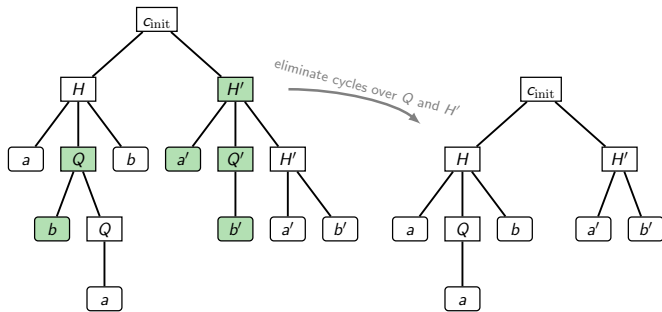 c_init
H H′
eliminate cycles over Q and H′
c_init
a Q b a′ Q′ H′
H H′
b Q b′ a′ b′
a Q b a′ b′
a
a